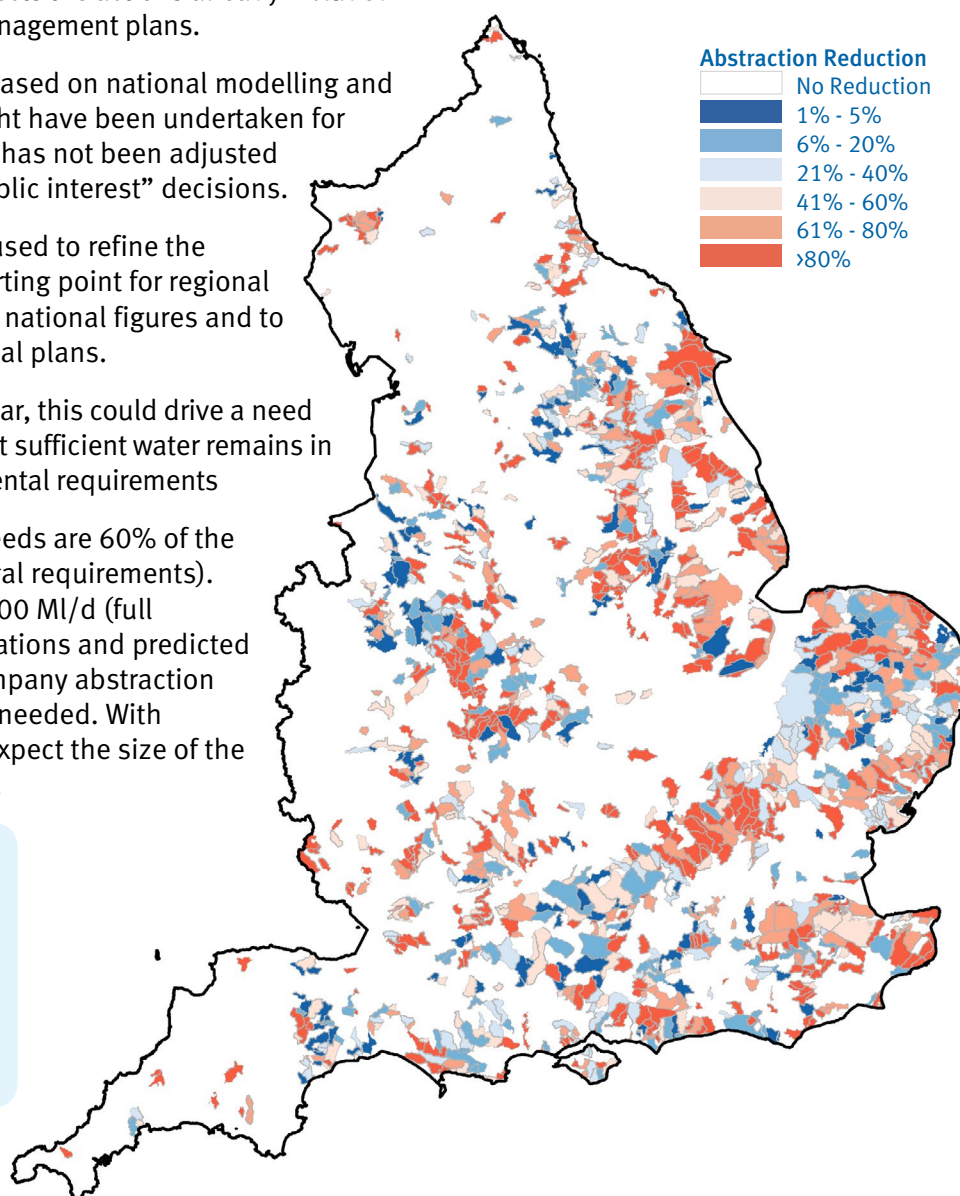 nagement plans.
ased on national modelling and
ht have been undertaken for
has not been adjusted
blic interest” decisions.
used to refine the
rting point for regional
national figures and to
al plans.
ar, this could drive a need
t sufficient water remains in
ental requirements
eeds are 60% of the
al requirements).
00 Ml/d (full
ations and predicted
mpany abstraction
needed. With
xpect the size of the
Abstraction Reduction
No Reduction
1% - 5%
6% - 20%
21% - 40%
41% - 60%
61% - 80%
>80%